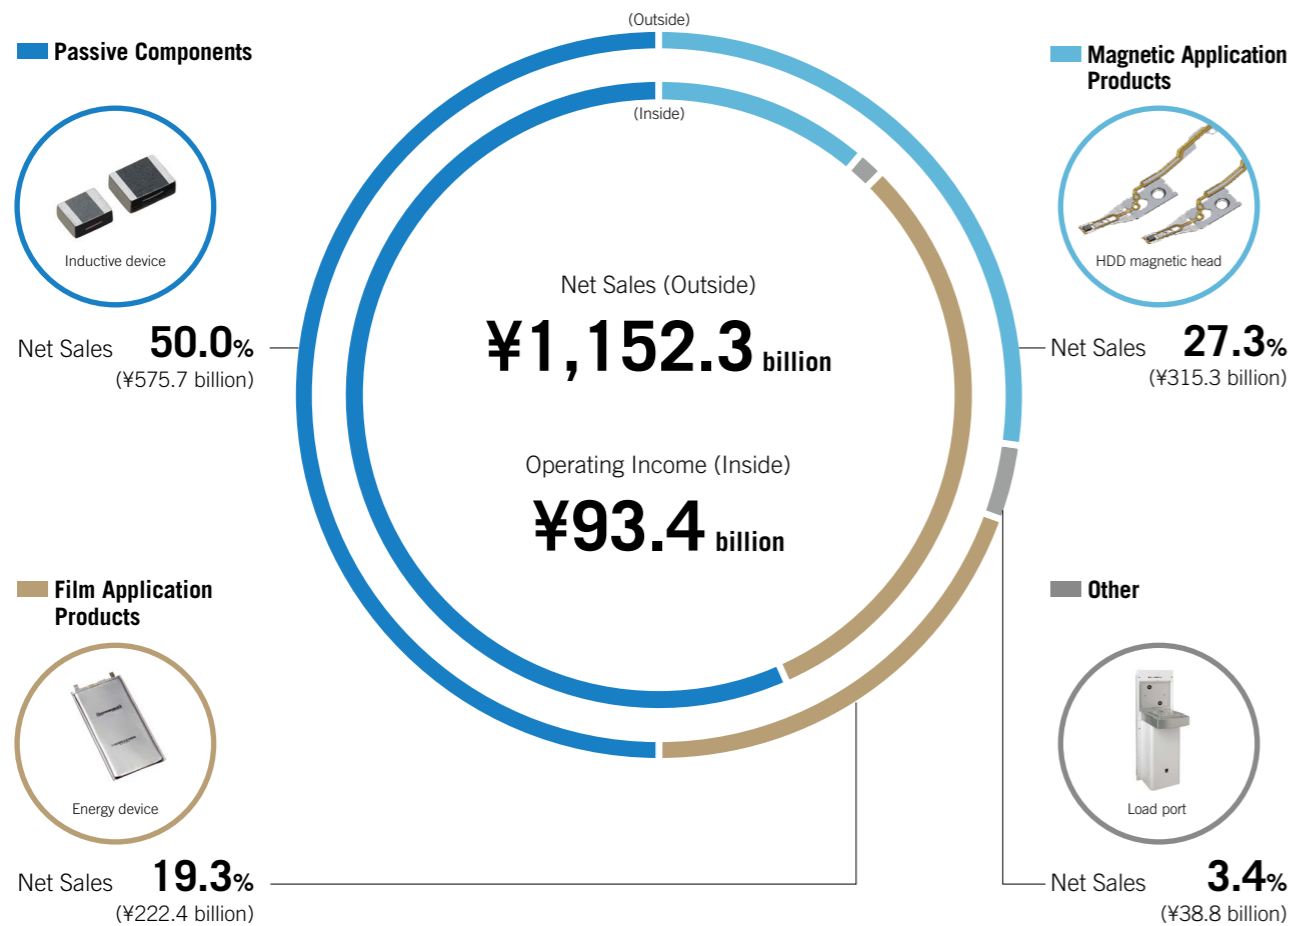 (Outside)
(Inside)
Passive Components
Inductive device
Net Sales 50.0%
(¥575.7 billion)
Magnetic Application
Products
HDD magnetic head
Net Sales 27.3%
(¥315.3 billion)
Net Sales (Outside)
¥1,152.3 billion
Operating Income (Inside)
¥93.4 billion
Film Application
Products
Energy device
Net Sales 19.3%
(¥222.4 billion)
Other
Load port
Net Sales 3.4%
(¥38.8 billion)